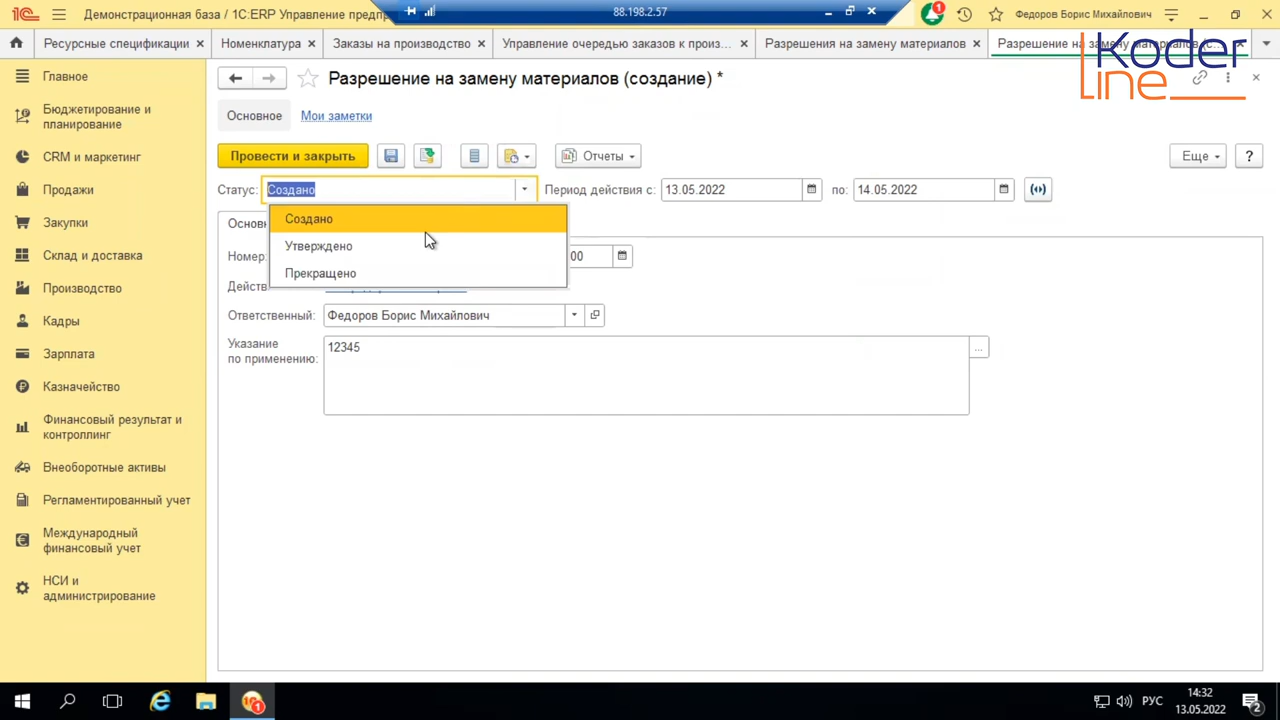 Демонстрационная база / 1С:ERP Управление предпр
88.198.2.57
1
Федоров Борис Михайлович
Ресурсные спецификации
Номенклатура
Заказы на производство
Управление очередью заказов к произ...
Разрешения на замену материалов
Разрешение на замену материалов (с...
Koder
line
Главное
Бюджетирование и
планирование
CRM и маркетинг
Продажи
Закупки
Склад и доставка
Производство
Кадры
Зарплата
Казначейство
Финансовый результат и
контроллинг
Внеоборотные активы
Регламентированный учет
Международный
финансовый учет
НСИ и
администрирование
Разрешение на замену материалов (создание) *
Основное
Мои заметки
Провести и закрыть
Отчеты
Еще
?
Статус:
Создано
Период действия с:
13.05.2022
по:
14.05.2022
Создано
Утверждено
Прекращено
Основн
Номер:
00
Действ
Ответственный:
Федоров Борис Михайлович
Указание
по применению:
12345
...
РУС
14:32
13.05.2022
2